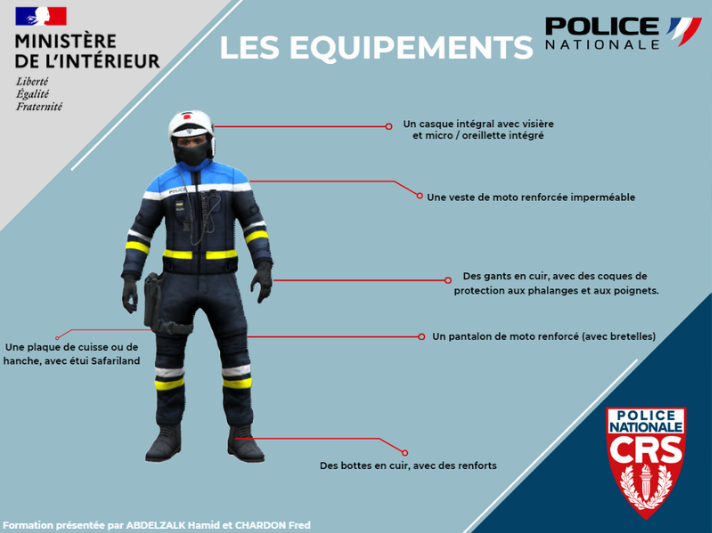 MINISTÈRE
DE L'INTÉRIEUR
Liberté
Égalité
Fraternité
LES EQUIPEMENTS
POLICE
NATIONALE
Un casque intégral avec visière
et micro / oreillette intégré
POLICE
Une veste de moto renforcée imperméable
Des gants en cuir, avec des coques de
protection aux phalanges et aux poignets.
Un pantalon de moto renforcé (avec bretelles)
Une plaque de cuisse ou de
hanche, avec étui Safariland
Des bottes en cuir, avec des renforts
POLICE
NATIONALE
CRS
Formation présentée par ABDELZALK Hamid et CHARDON Fred